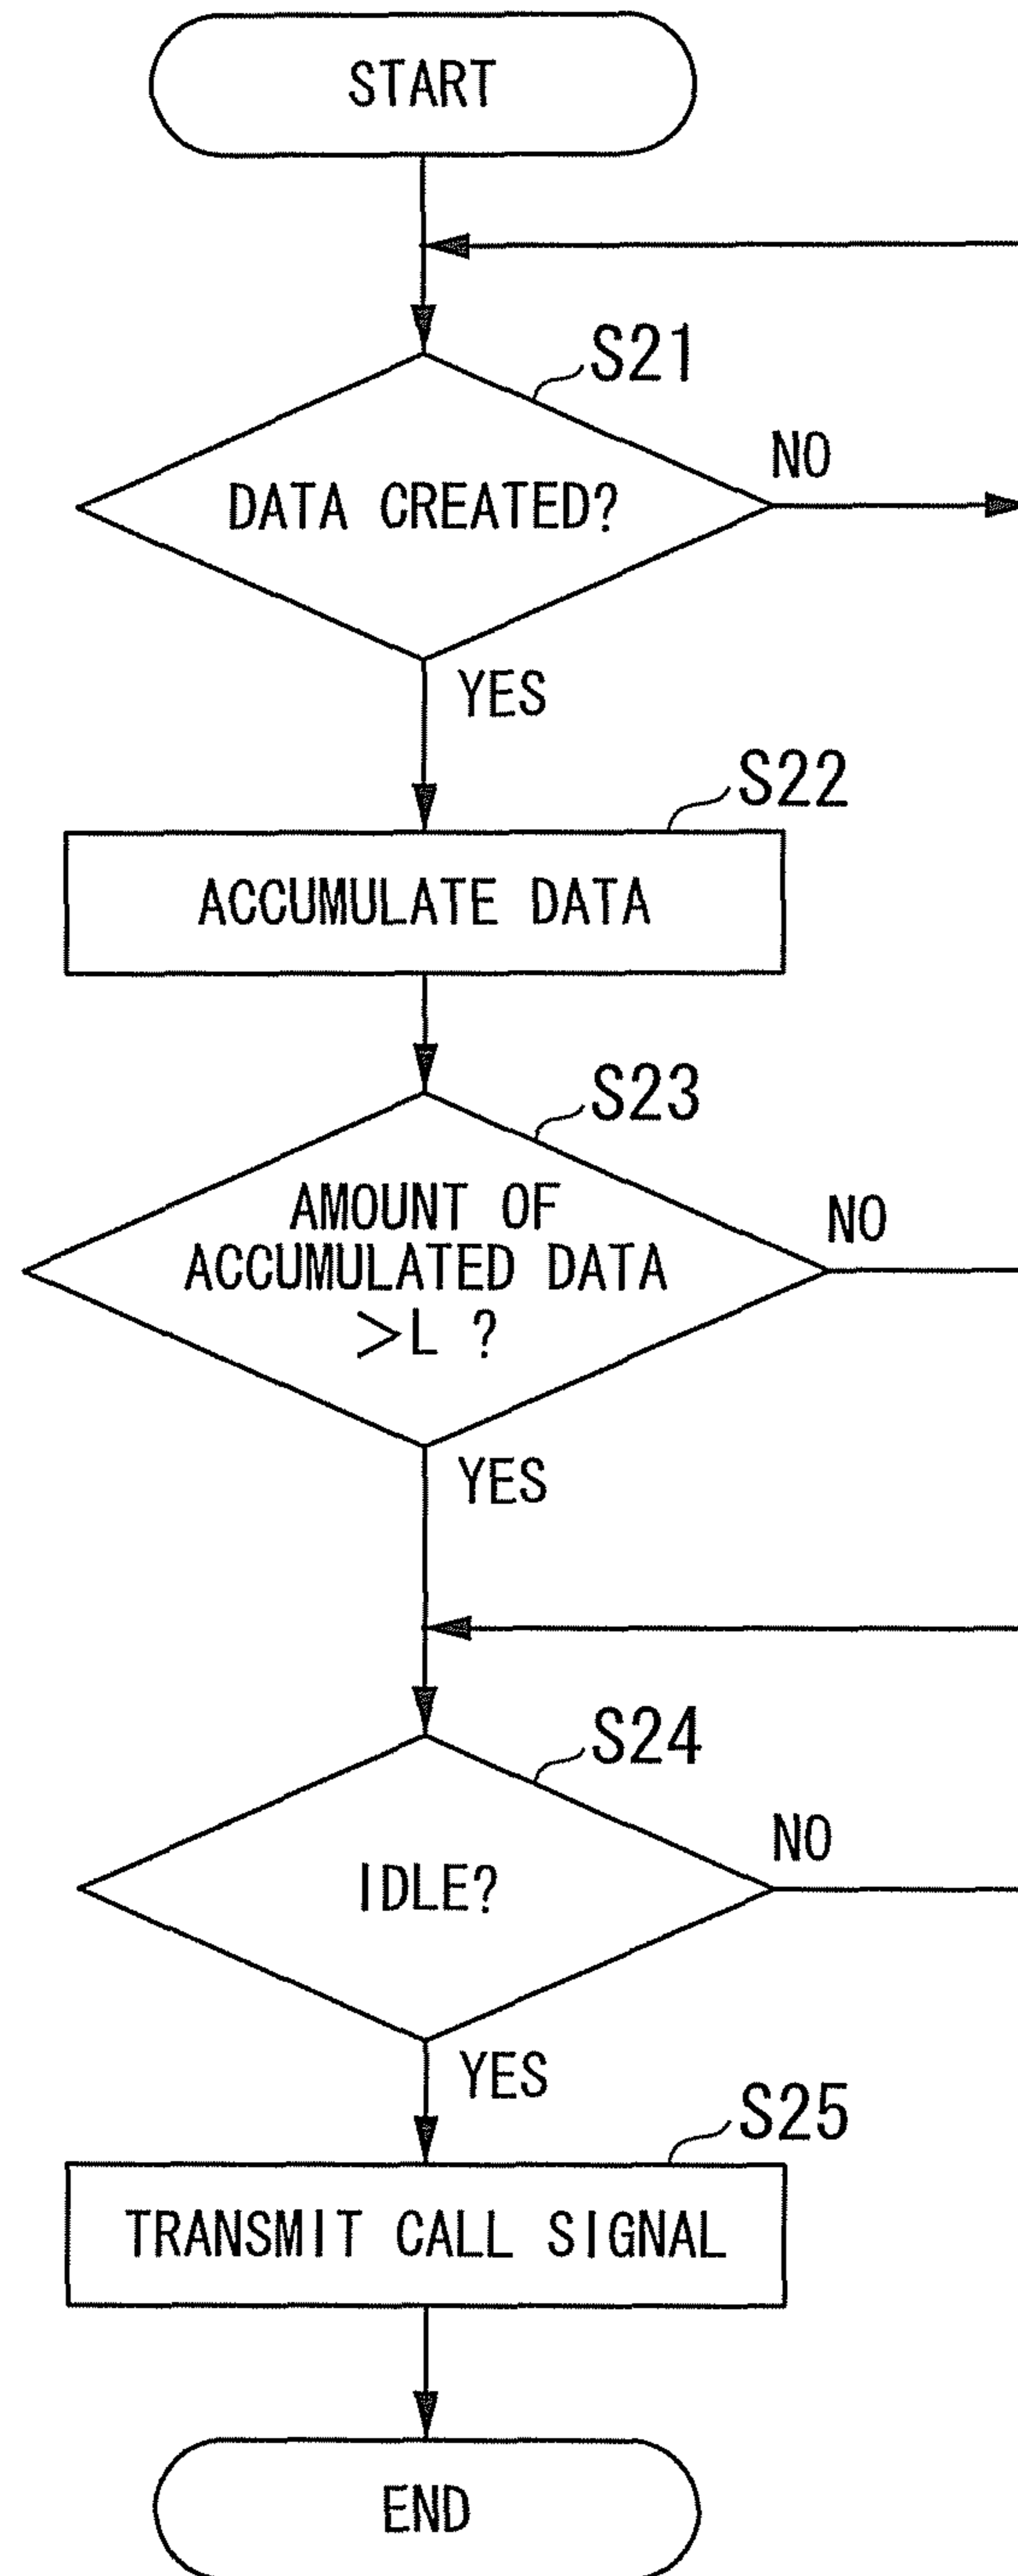 START
S21
DATA CREATED?
NO
YES
S22
ACCUMULATE DATA
S23
AMOUNT OF
ACCUMULATED DATA
>L ?
NO
YES
S24
IDLE?
NO
YES
S25
TRANSMIT CALL SIGNAL
END